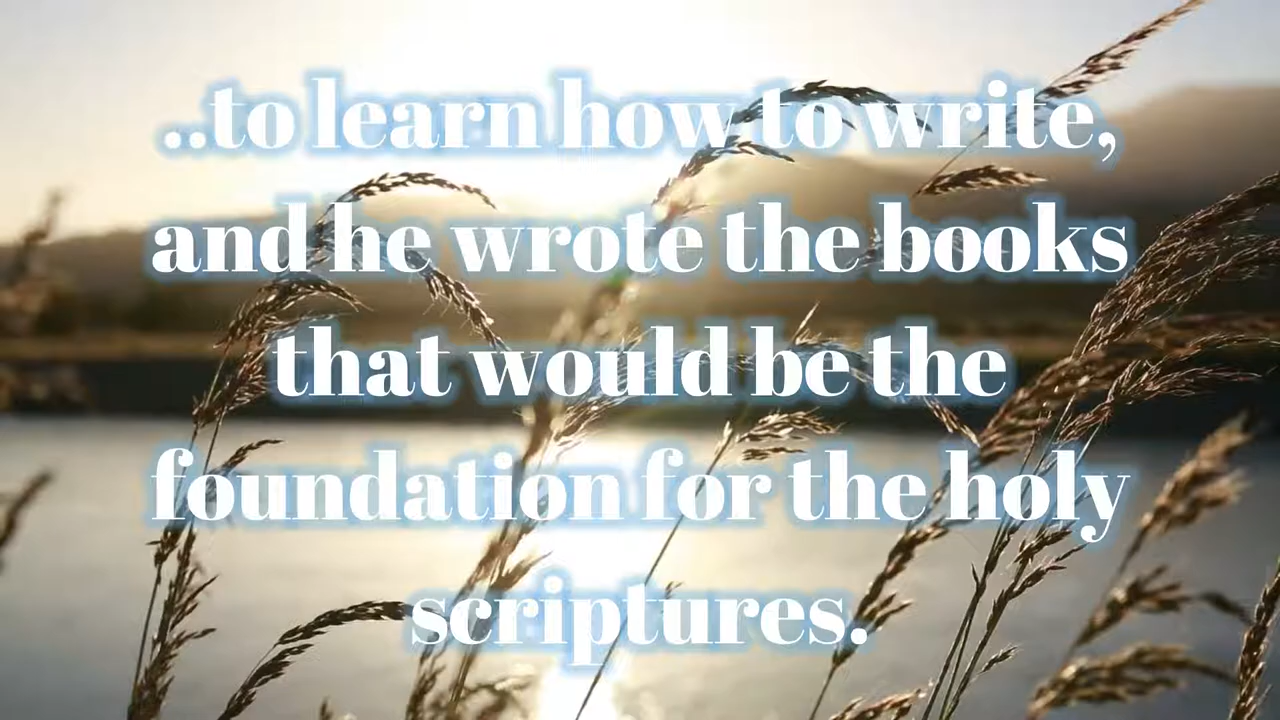 ..to learn how to write,
and he wrote the books
that would be the
foundation for the holy
scriptures.